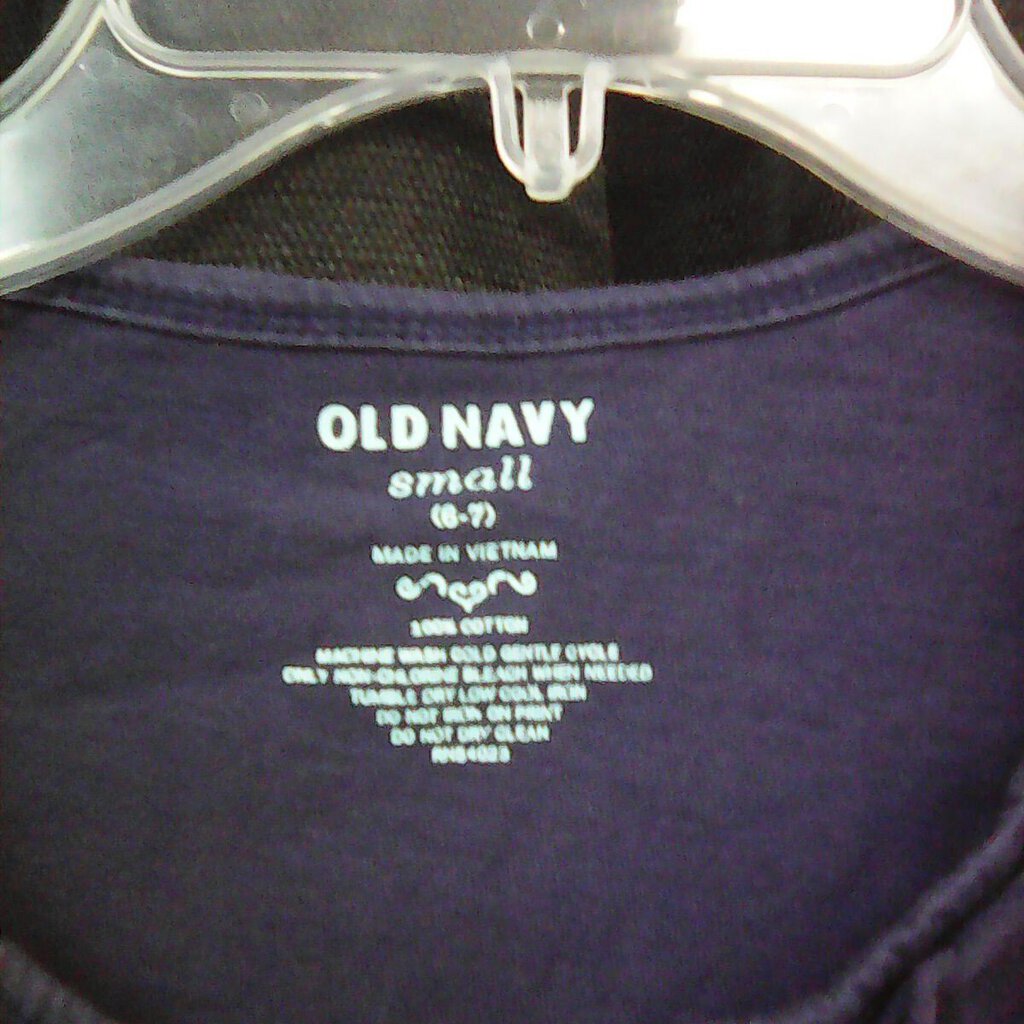 OLD NAVY
small
(6-7)
MADE IN VIETNAM
100% COTTON
MACHINE WASH COLD GENTLE CYCLE
ONLY NON-CHLORINE BLEACH WHEN NEEDED
TUMBLE DRY LOW COOL IRON
DO NOT IRON ON PRINT
DO NOT DRY CLEAN
RN54023